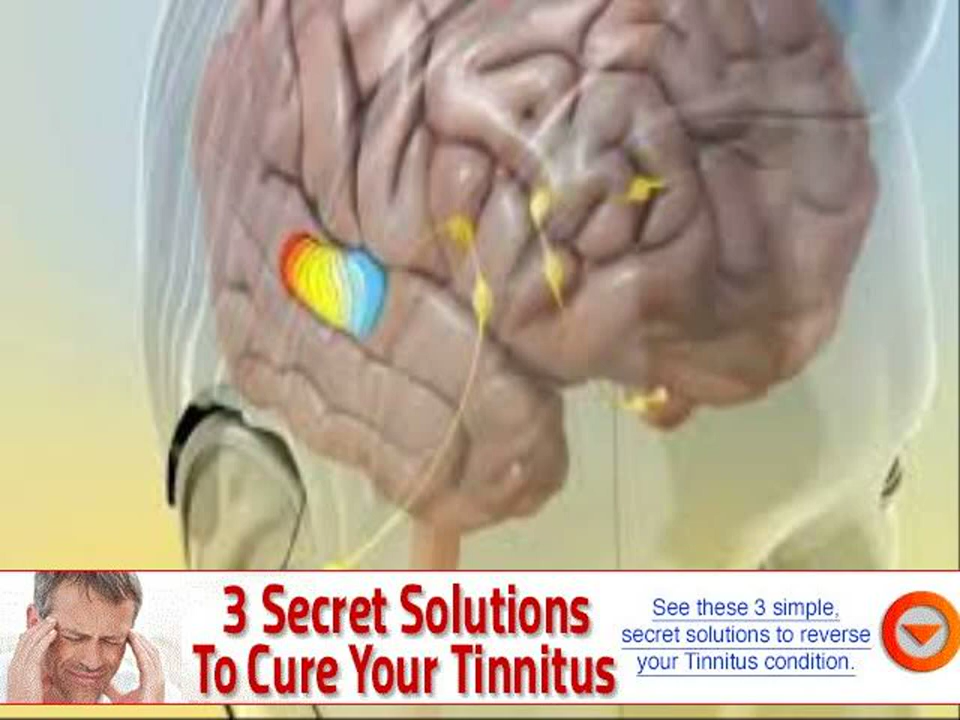 3 Secret Solutions
To Cure Your Tinnitus
See these 3 simple,
secret solutions to reverse
your Tinnitus condition.